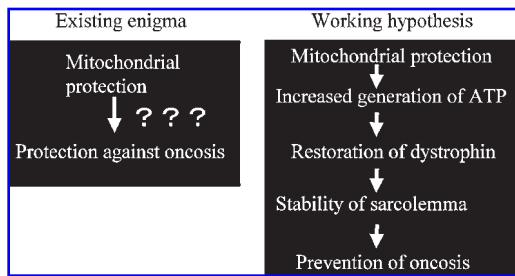 Existing enigma
Mitochondrial
protection
? ? ?
Protection against oncosis
Working hypothesis
Mitochondrial protection
Increased generation of ATP
Restoration of dystrophin
Stability of sarcolemma
Prevention of oncosis